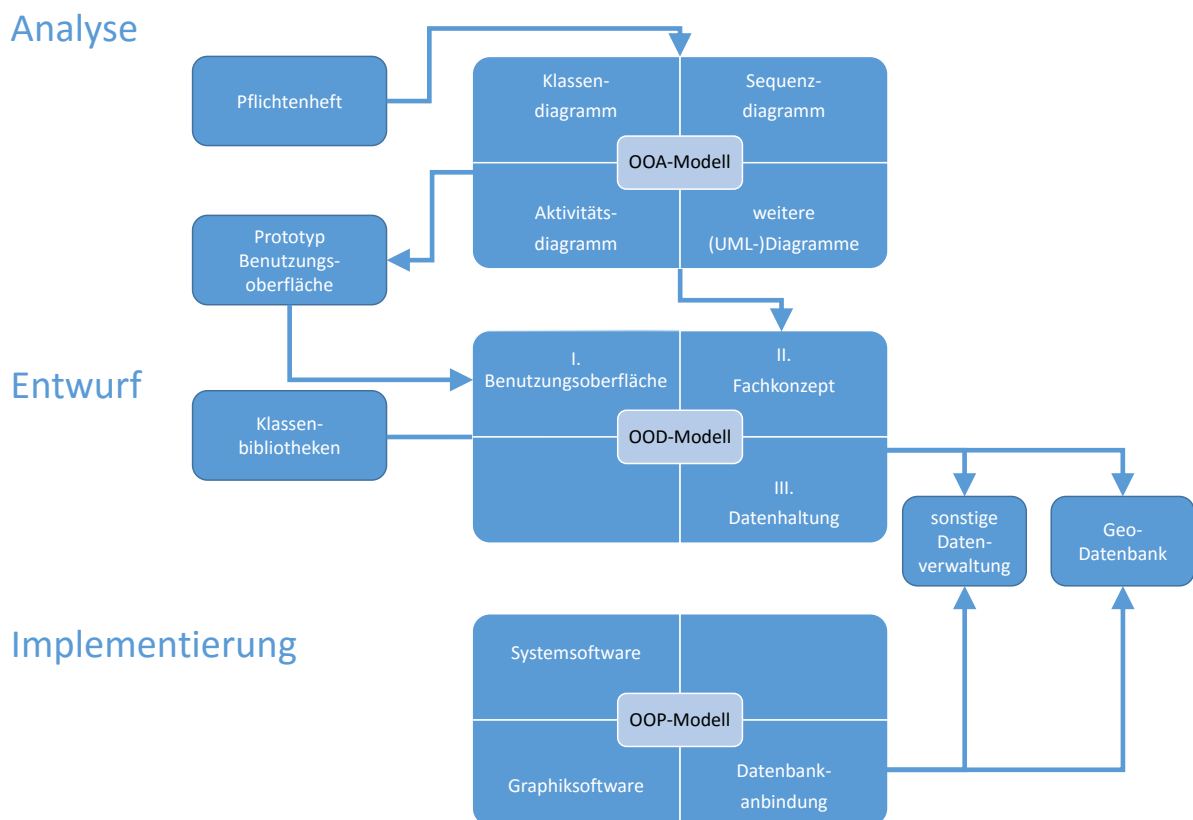 Analyse
Pflichtenheft
Klassen-
diagramm
Sequenz-
diagramm
OOA-Modell
Aktivitäts-
diagramm
weitere
(UML-)Diagramme
Prototyp
Benutzungs-
oberfläche
Entwurf
I.
Benutzungsoberfläche
II.
Fachkonzept
Klassen-
bibliotheken
OOD-Modell
III.
Datenhaltung
sonstige
Daten-
verwaltung
Geo-
Datenbank
Implementierung
Systemsoftware
OOP-Modell
Graphiksoftware
Datenbank-
anbindung